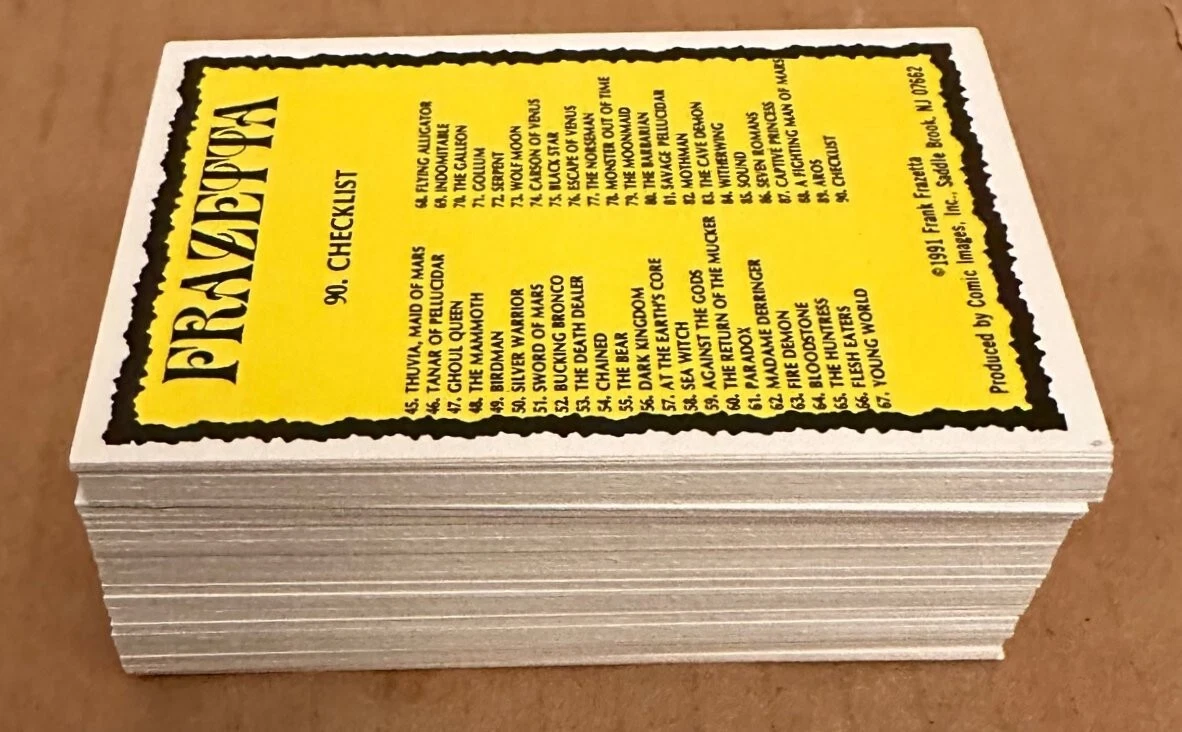 FRAZETTA
90. CHECKLIST
45. THUVIA, MAID OF MARS
46. TANAR OF PELLUCIDAR
47. GHOUL QUEEN
48. THE MAMMOTH
49. BIRDMAN
50. SILVER WARRIOR
51. SWORD OF MARS
52. BUCKING BRONCO
53. THE DEATH DEALER
54. CHAINED
55. THE BEAR
56. DARK KINGDOM
57. AT THE EARTH'S CORE
58. SEA WITCH
59. AGAINST THE GODS
60. THE RETURN OF THE MUCKER
61. PARADOX
62. MADAME DERRINGER
63. FIRE DEMON
64. BLOODSTONE
65. THE HUNTRESS
66. FLESH EATERS
67. YOUNG WORLD
68. FLYING ALLIGATOR
69. INDOMITABLE
70. THE GALLEON
71. GOLLUM
72. SERPENT
73. WOLF MOON
74. CARSON OF VENUS
75. BLACK STAR
76. ESCAPE OF VENUS
77. THE NORSEMAN
78. MONSTER OUT OF TIME
79. THE MOONMAID
80. THE BARBARIAN
81. SAVAGE PELLUCIDAR
82. MOTHMAN
83. THE CAVE DEMON
84. WITHERWING
85. SOUND
86. SEVEN ROMANS
87. CAPTIVE PRINCESS
88. A FIGHTING MAN OF MARS
89. AROS
90. CHECKLIST
©1991 Frank Frazetta
Produced by Comic Images, Inc., Saddle Brook, NJ 07662